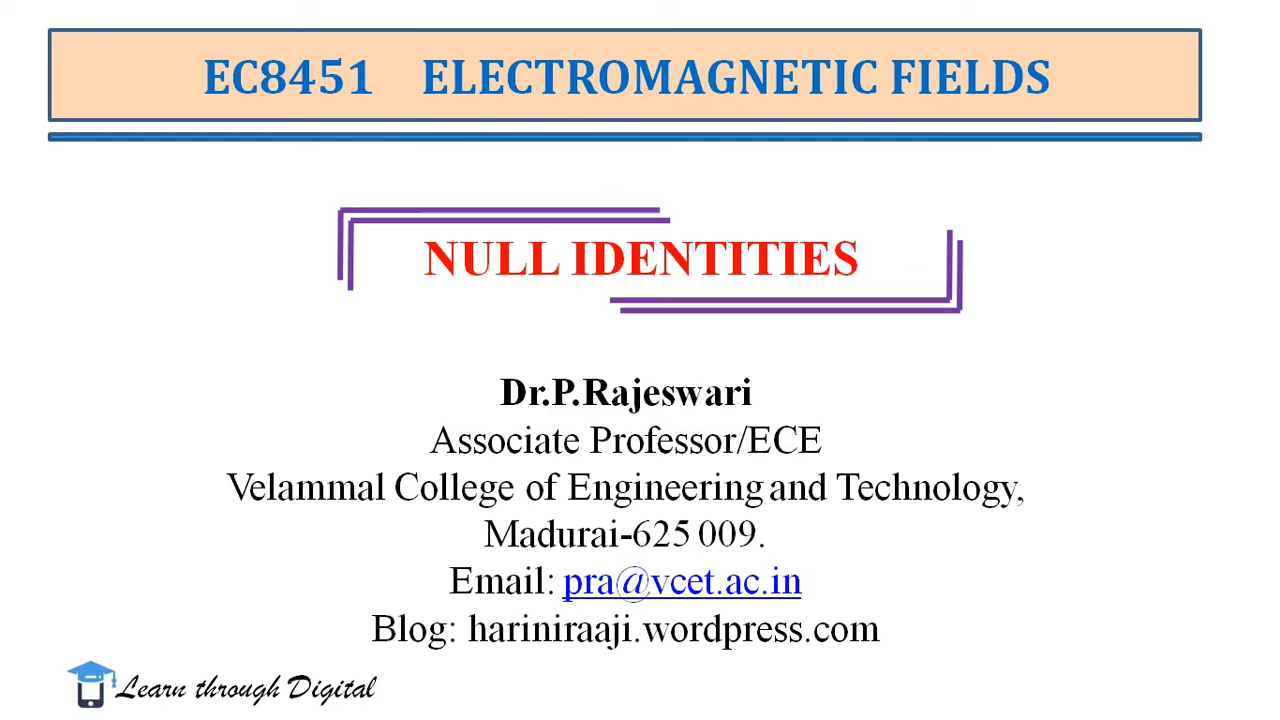 EC8451 ELECTROMAGNETIC FIELDS
NULL IDENTITIES
Dr.P.Rajeswari
Associate Professor/ECE
Velammal College of Engineering and Technology,
Madurai-625 009.
Email: pra@vcet.ac.in
Blog: hariniraaji.wordpress.com
Learn through Digital